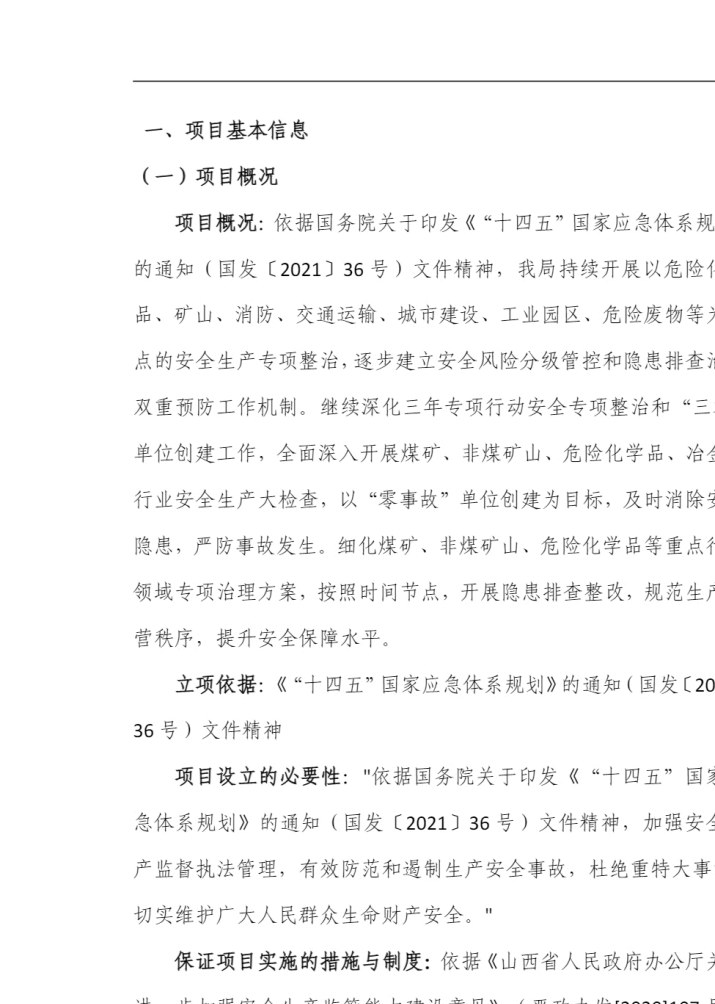 一、项目基本信息
（一）项目概况
项目概况：依据国务院关于印发《“十四五”国家应急体系规
的通知（国发〔2021〕36 号）文件精神，我局持续开展以危险
品、矿山、消防、交通运输、城市建设、工业园区、危险废物等
点的安全生产专项整治，逐步建立安全风险分级管控和隐患排查
双重预防工作机制。继续深化三年专项行动安全专项整治和“三
单位创建工作，全面深入开展煤矿、非煤矿山、危险化学品、冶
行业安全生产大检查，以“零事故”单位创建为目标，及时消除
隐患，严防事故发生。细化煤矿、非煤矿山、危险化学品等重点
领域专项治理方案，按照时间节点，开展隐患排查整改，规范生
营秩序，提升安全保障水平。
立项依据：《“十四五”国家应急体系规划》的通知（国发〔20
36 号）文件精神
项目设立的必要性："依据国务院关于印发《“十四五”国
急体系规划》的通知（国发〔2021〕36 号）文件精神，加强安
产监督执法管理，有效防范和遏制生产安全事故，杜绝重特大事
切实维护广大人民群众生命财产安全。"
保证项目实施的措施与制度：依据《山西省人民政府办公厅